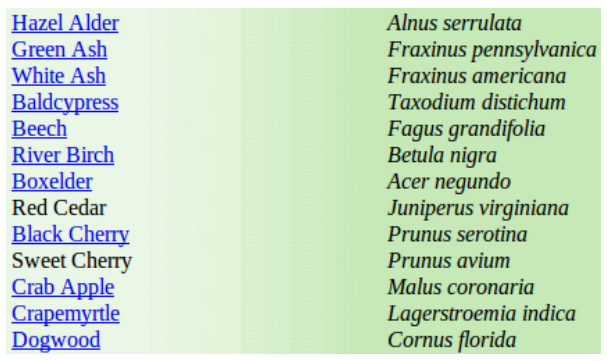 Hazel Alder Alnus serrulata
Green Ash Fraxinus pennsylvanica
White Ash Fraxinus americana
Baldcypress Taxodium distichum
Beech Fagus grandifolia
River Birch Betula nigra
Boxelder Acer negundo
Red Cedar Juniperus virginiana
Black Cherry Prunus serotina
Sweet Cherry Prunus avium
Crab Apple Malus coronaria
Crapemyrtle Lagerstroemia indica
Dogwood Cornus florida